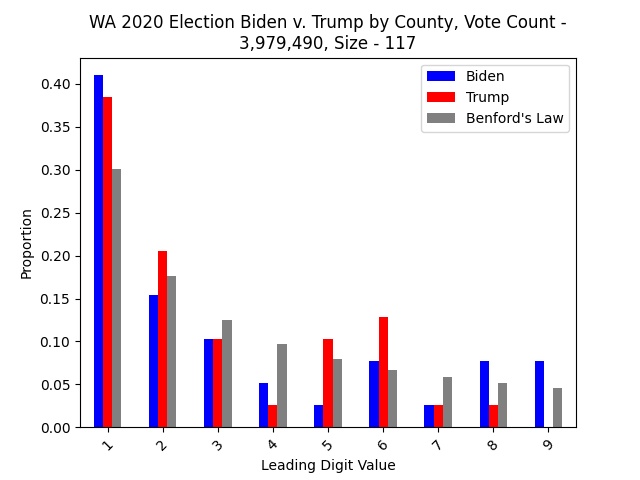 WA 2020 Election Biden v. Trump by County, Vote Count -
3,979,490, Size - 117
Biden
Trump
Benford's Law
Proportion
0.40
0.35
0.30
0.25
0.20
0.15
0.10
0.05
0.00
1 2 3 4 5 6 7 8 9
Leading Digit Value